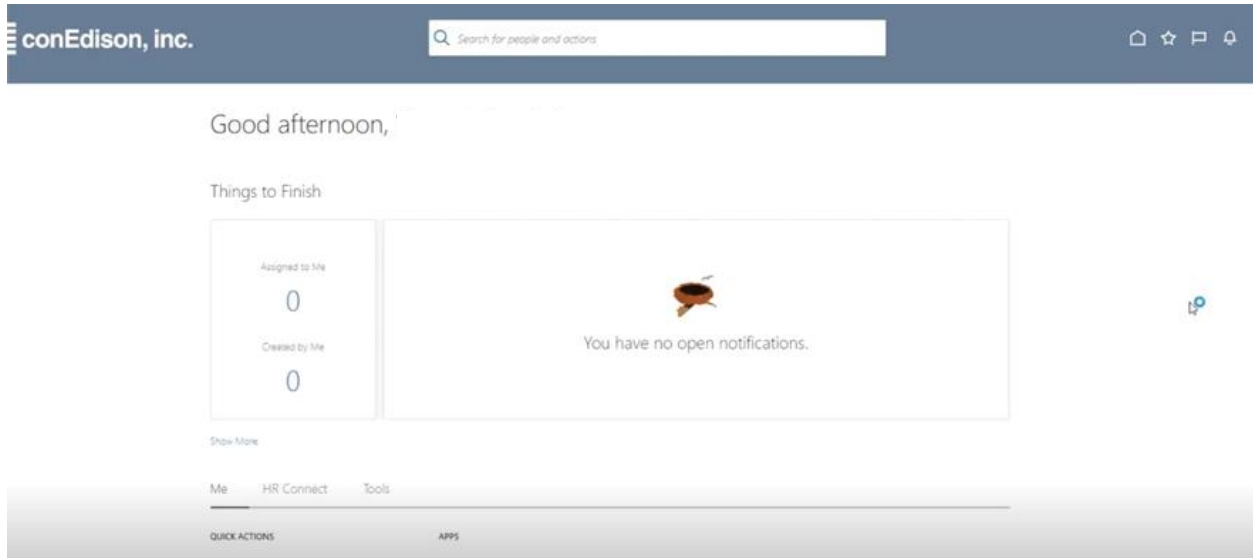 conEdison, inc.
Search for people and actions
Good afternoon,
Things to Finish
Assigned to Me
0
Created by Me
0
You have no open notifications.
Show More
Me HR Connect Tools
QUICK ACTIONS APPS